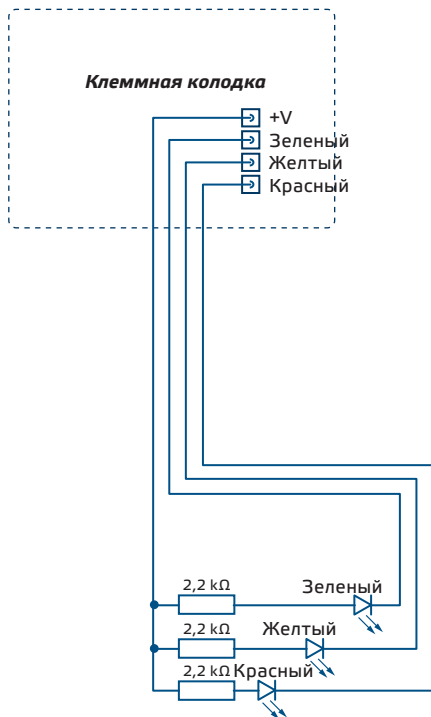 Клеммная колодка
+V
Зеленый
Желтый
Красный
2,2 kΩ
Зеленый
2,2 kΩ
Желтый
2,2 kΩ
Красный